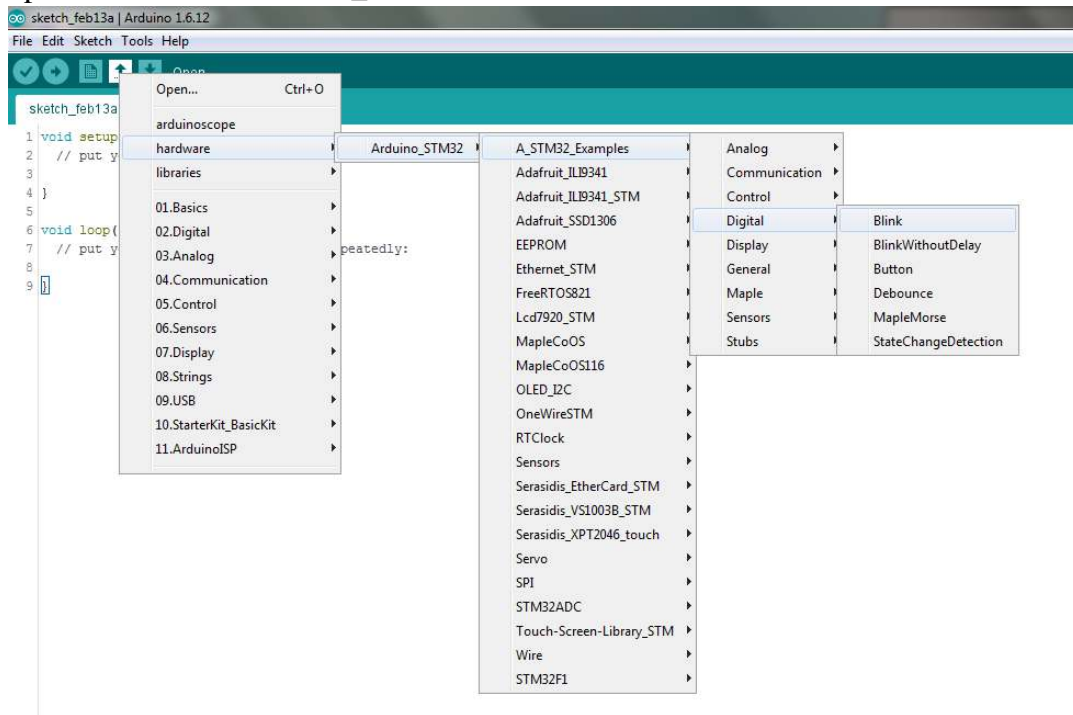 sketch_feb13a | Arduino 1.6.12
File Edit Sketch Tools Help
Open
sketch_feb13a
1 void setup
2 // put y
3
4 }
5
6 void loop(
7 // put y peatedly:
8
9 }
Open... Ctrl+O
arduinoscope
hardware
libraries
01.Basics
02.Digital
03.Analog
04.Communication
05.Control
06.Sensors
07.Display
08.Strings
09.USB
10.StarterKit_BasicKit
11.ArduinoISP
Arduino_STM32
A_STM32_Examples
Adafruit_ILI9341
Adafruit_ILI9341_STM
Adafruit_SSD1306
EEPROM
Ethernet_STM
FreeRTOS821
Lcd7920_STM
MapleCoOS
MapleCoOS116
OLED_I2C
OneWireSTM
RTClock
Sensors
Serasidis_EtherCard_STM
Serasidis_VS1003B_STM
Serasidis_XPT2046_touch
Servo
SPI
STM32ADC
Touch-Screen-Library_STM
Wire
STM32F1
Analog
Communication
Control
Digital
Display
General
Maple
Sensors
Stubs
Blink
BlinkWithoutDelay
Button
Debounce
MapleMorse
StateChangeDetection